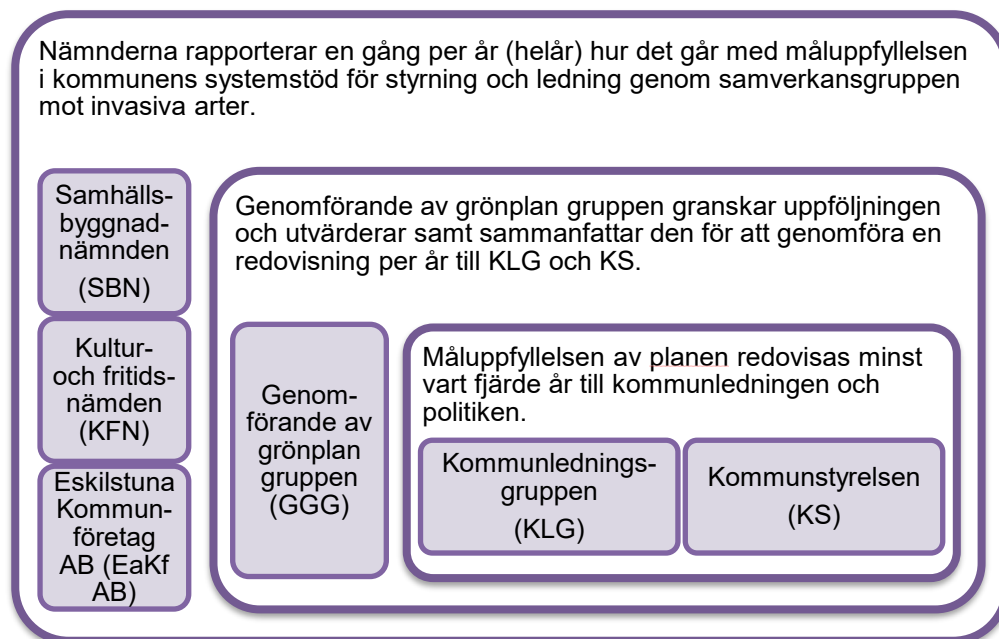 Nämnderna rapporterar en gång per år (helår) hur det går med måluppfyllelsen
i kommunens systemstöd för styrning och ledning genom samverkansgruppen
mot invasiva arter.
Samhälls-
byggnad-
nämnden
(SBN)
Kultur-
och fritids-
nämden
(KFN)
Eskilstuna
Kommun-
företag
AB (EaKf
AB)
Genomförande av grönplan gruppen granskar uppföljningen
och utvärderar samt sammanfattar den för att genomföra en
redovisning per år till KLG och KS.
Genom-
förande av
grönplan
gruppen
(GGG)
Måluppfyllelsen av planen redovisas minst
vart fjärde år till kommunledningen och
politiken.
Kommunlednings-
gruppen
(KLG)
Kommunstyrelsen
(KS)